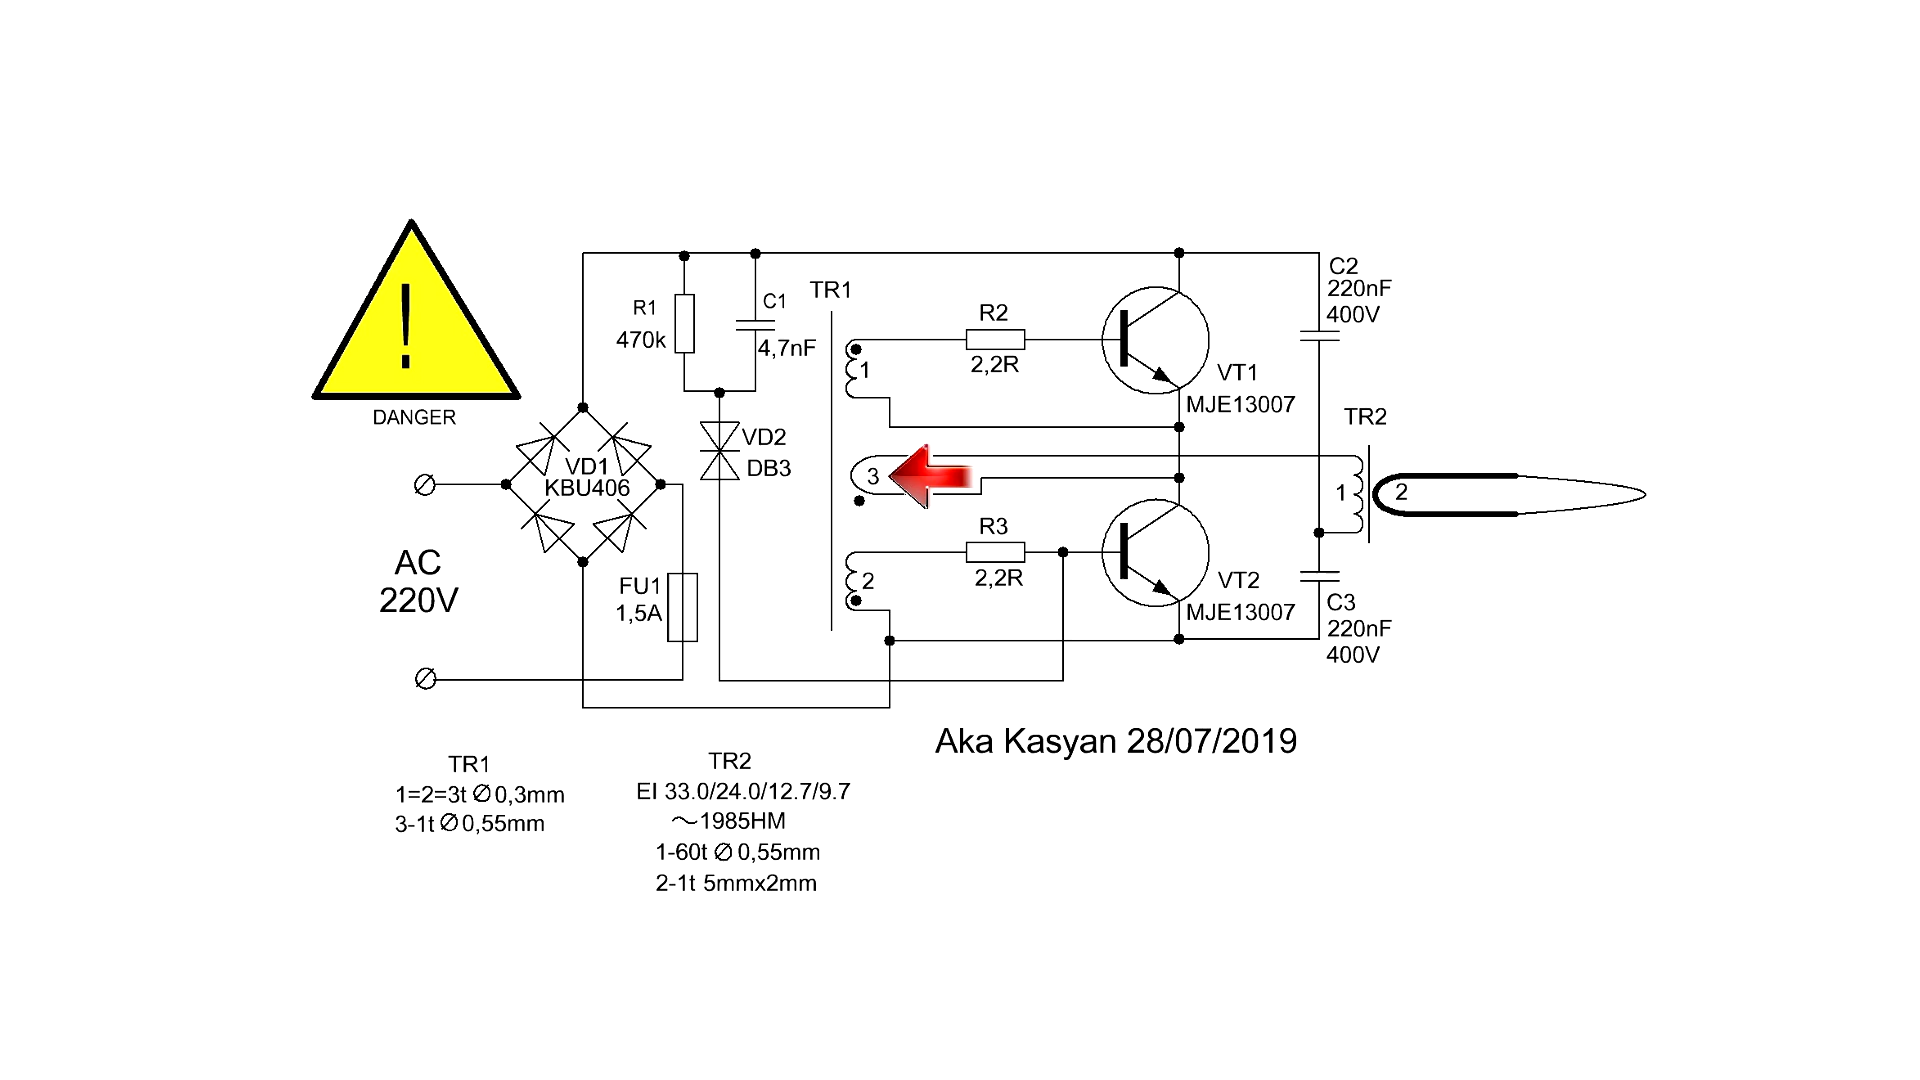 !
DANGER
AC
220V
VD1
KBU406
FU1
1,5A
R1
470k
C1
4,7nF
VD2
DB3
TR1
1
3
2
R2
2,2R
R3
2,2R
VT1
MJE13007
VT2
MJE13007
C2
220nF
400V
TR2
1
2
C3
220nF
400V
Aka Kasyan 28/07/2019
TR1
1=2=3t ∅0,3mm
3-1t ∅0,55mm
TR2
EI 33.0/24.0/12.7/9.7
～1985HM
1-60t ∅0,55mm
2-1t 5mmx2mm